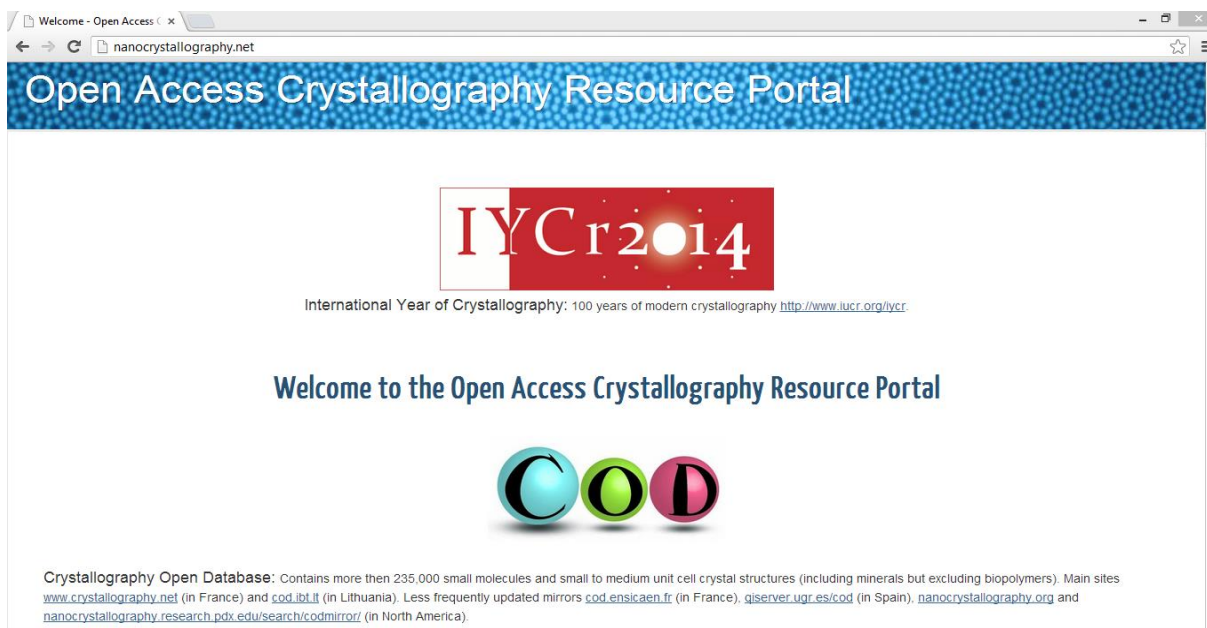 Welcome - Open Access C
nanocrystallography.net
Open Access Crystallography Resource Portal
IYCr2014
International Year of Crystallography: 100 years of modern crystallography http://www.iucr.org/iycr.
Welcome to the Open Access Crystallography Resource Portal
COD
Crystallography Open Database: Contains more then 235,000 small molecules and small to medium unit cell crystal structures (including minerals but excluding biopolymers). Main sites
www.crystallography.net (in France) and cod.ibt.lt (in Lithuania). Less frequently updated mirrors cod.ensicaen.fr (in France), qiserver.ugr.es/cod (in Spain), nanocrystallography.org and
nanocrystallography.research.pdx.edu/search/codmirror/ (in North America).